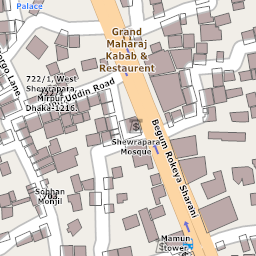 Palace
Grand
Maharaj
Kabab &
Restaurent
722/1, West
Shewrapara,
Mirpur,
Dhaka-1216.
Uddin Road
Begum Rokeya Sharani
Shewrapara
Mosque
Sobhan
Monjil
Mamun
Tower